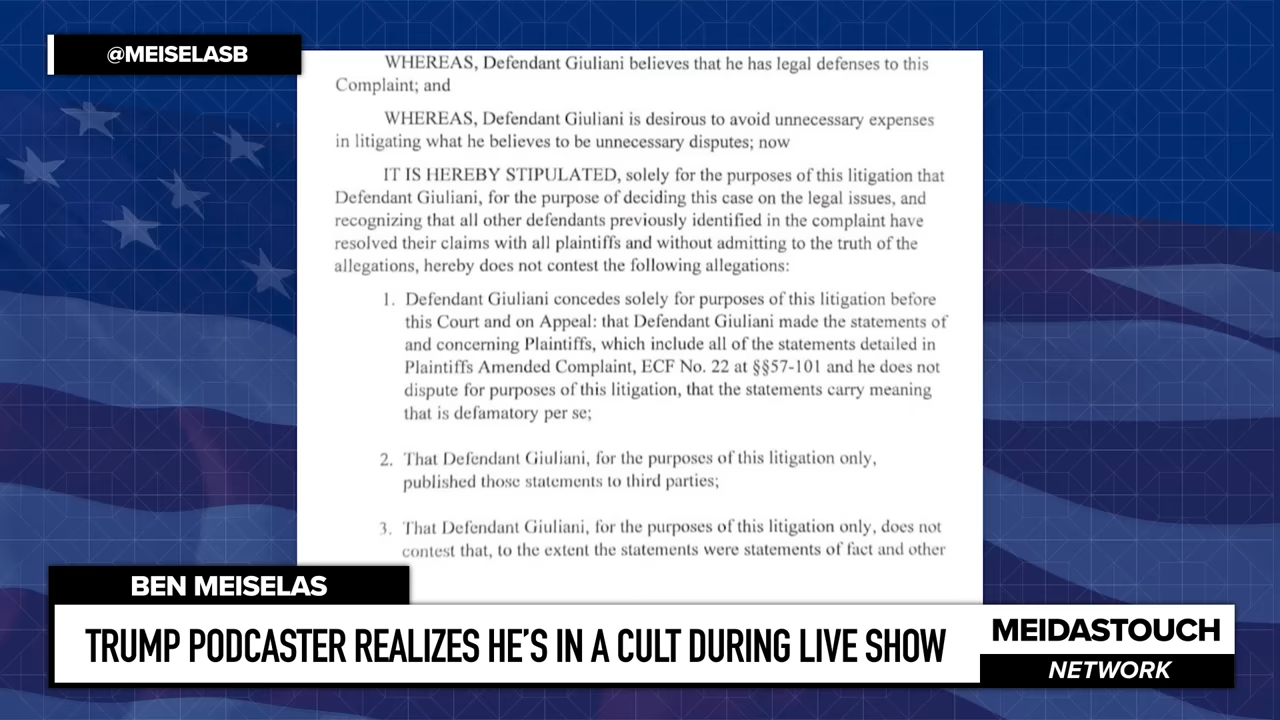 @MEISELASB
WHEREAS, Defendant Giuliani believes that he has legal defenses to this
Complaint; and
WHEREAS, Defendant Giuliani is desirous to avoid unnecessary expenses
in litigating what he believes to be unnecessary disputes; now
IT IS HEREBY STIPULATED, solely for the purposes of this litigation that
Defendant Giuliani, for the purpose of deciding this case on the legal issues, and
recognizing that all other defendants previously identified in the complaint have
resolved their claims with all plaintiffs and without admitting to the truth of the
allegations, hereby does not contest the following allegations:
1. Defendant Giuliani concedes solely for purposes of this litigation before
this Court and on Appeal: that Defendant Giuliani made the statements of
and concerning Plaintiffs, which include all of the statements detailed in
Plaintiffs Amended Complaint, ECF No. 22 at §§57-101 and he does not
dispute for purposes of this litigation, that the statements carry meaning
that is defamatory per se;
2. That Defendant Giuliani, for the purposes of this litigation only,
published those statements to third parties;
3. That Defendant Giuliani, for the purposes of this litigation only, does not
contest that, to the extent the statements were statements of fact and other
BEN MEISELAS
TRUMP PODCASTER REALIZES HE'S IN A CULT DURING LIVE SHOW
MEIDASTOUCH
NETWORK